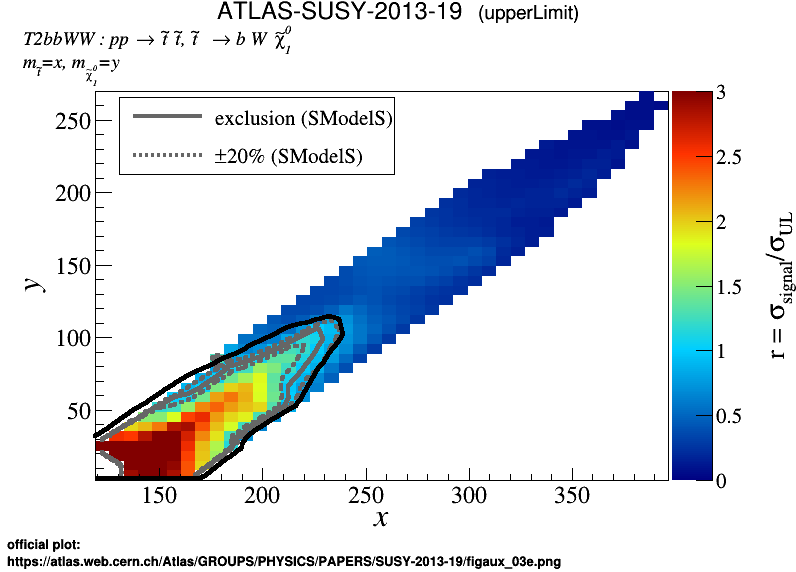 ATLAS-SUSY-2013-19 (upperLimit)
T2bbWW : pp → t̃ t̃, t̃ → b W χ̃⁰₁
m_t̃=x, m_χ̃⁰₁=y
exclusion (SModelS)
±20% (SModelS)
250
200
150
100
50
y
150
200
250
300
350
x
3
2.5
2
1.5
1
0.5
0
r = σ_signal/σ_UL
official plot:
https://atlas.web.cern.ch/Atlas/GROUPS/PHYSICS/PAPERS/SUSY-2013-19/figaux_03e.png